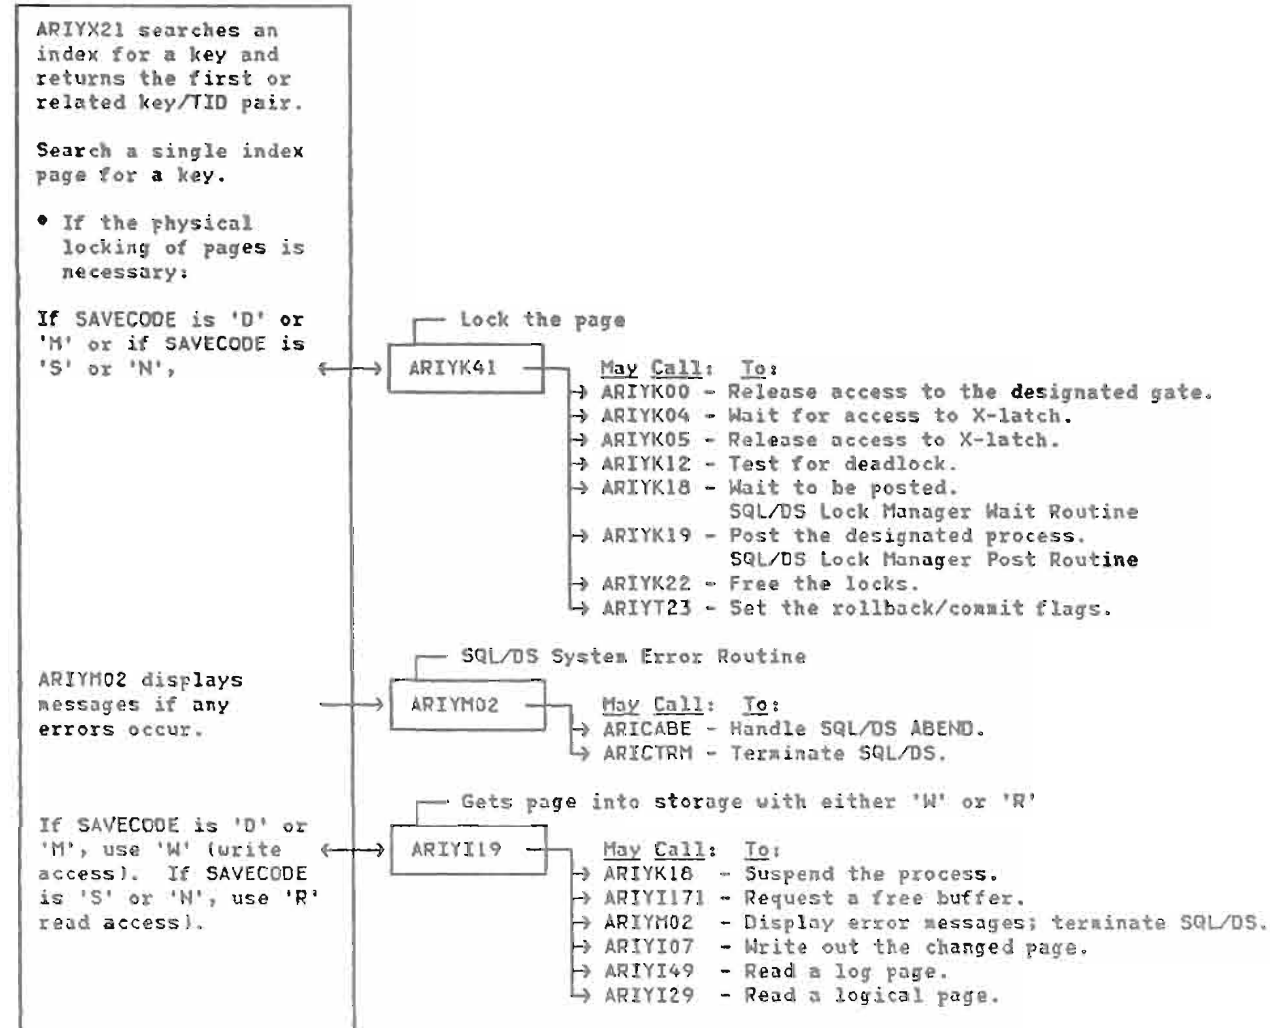 ARIYX21 searches an
index for a key and
returns the first or
related key/TID pair.
Search a single index
page for a key.
• If the physical
locking of pages is
necessary:
If SAVECODE is 'D' or
'M' or if SAVECODE is
'S' or 'N',
Lock the page
ARIYK41
May Call: To:
ARIYK00 - Release access to the designated gate.
ARIYK04 - Wait for access to X-latch.
ARIYK05 - Release access to X-latch.
ARIYK12 - Test for deadlock.
ARIYK18 - Wait to be posted.
SQL/DS Lock Manager Wait Routine
ARIYK19 - Post the designated process.
SQL/DS Lock Manager Post Routine
ARIYK22 - Free the locks.
ARIYT23 - Set the rollback/commit flags.
ARIYM02 displays
messages if any
errors occur.
SQL/DS System Error Routine
ARIYM02
May Call: To:
ARICABE - Handle SQL/DS ABEND.
ARICTRM - Terminate SQL/DS.
If SAVECODE is 'D' or
'M', use 'W' (write
access). If SAVECODE
is 'S' or 'N', use 'R'
read access).
Gets page into storage with either 'W' or 'R'
ARIYI19
May Call: To:
ARIYK18 - Suspend the process.
ARIYI171 - Request a free buffer.
ARIYM02 - Display error messages; terminate SQL/DS.
ARIYI07 - Write out the changed page.
ARIYI49 - Read a log page.
ARIYI29 - Read a logical page.